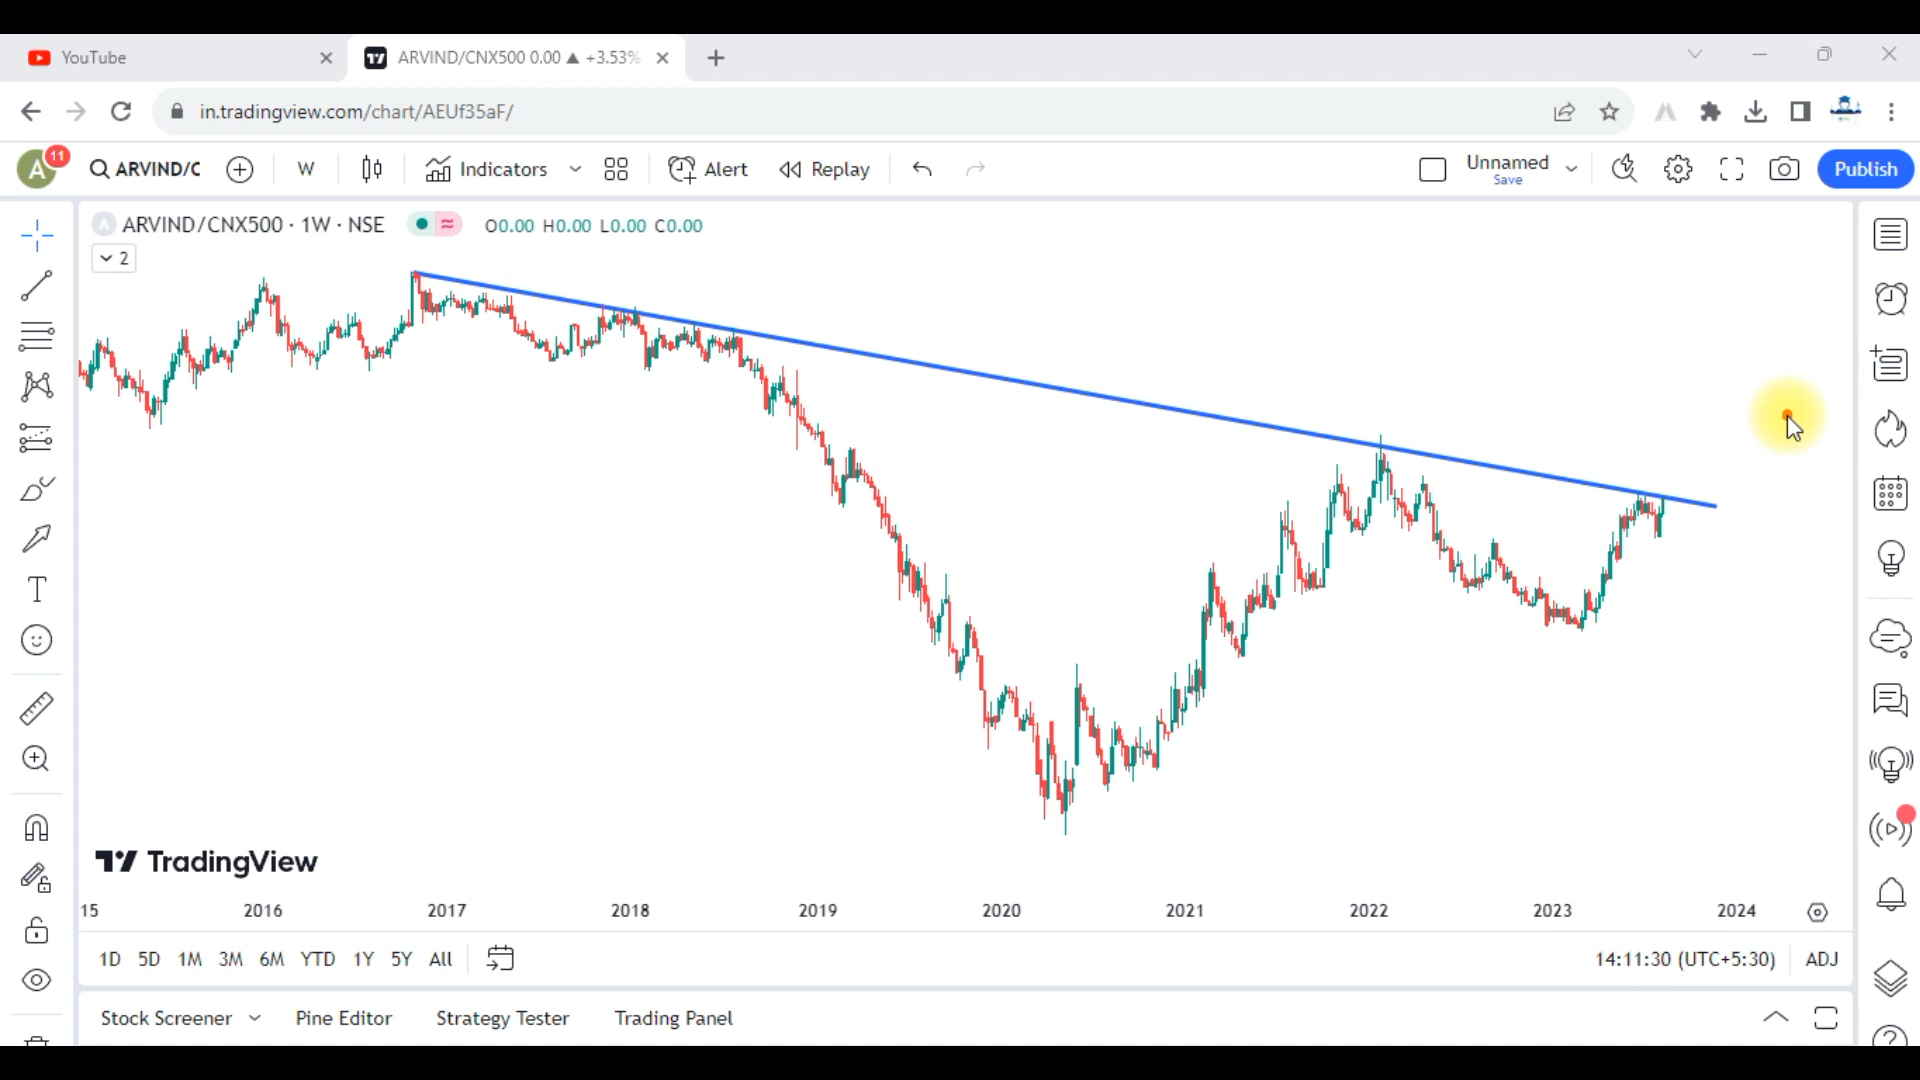 YouTube
ARVIND/CNX500 0.00 ▲ +3.53%
in.tradingview.com/chart/AEUf35aF/
A 11 ARVIND/C W Indicators Alert Replay Unnamed Publish
Save
A ARVIND/CNX500 · 1W · NSE O0.00 H0.00 L0.00 C0.00
2
T
TradingView
15 2016 2017 2018 2019 2020 2021 2022 2023 2024
1D 5D 1M 3M 6M YTD 1Y 5Y All 14:11:30 (UTC+5:30) ADJ
Stock Screener Pine Editor Strategy Tester Trading Panel